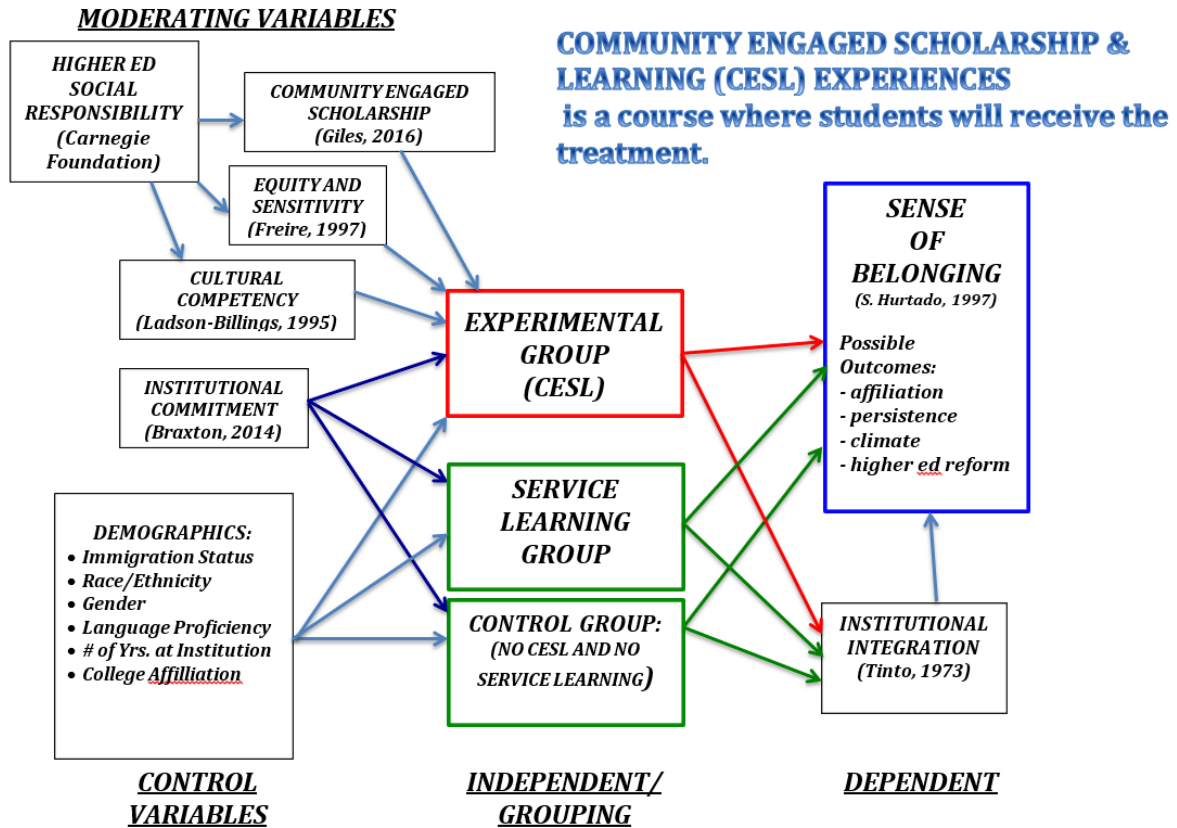 MODERATING VARIABLES
COMMUNITY ENGAGED SCHOLARSHIP &
LEARNING (CESL) EXPERIENCES
is a course where students will receive the
treatment.
HIGHER ED
SOCIAL
RESPONSIBILITY
(Carnegie
Foundation)
COMMUNITY ENGAGED
SCHOLARSHIP
(Giles, 2016)
EQUITY AND
SENSITIVITY
(Freire, 1997)
CULTURAL
COMPETENCY
(Ladson-Billings, 1995)
INSTITUTIONAL
COMMITMENT
(Braxton, 2014)
DEMOGRAPHICS:
• Immigration Status
• Race/Ethnicity
• Gender
• Language Proficiency
• # of Yrs. at Institution
• College Affilliation
EXPERIMENTAL
GROUP
(CESL)
SERVICE
LEARNING
GROUP
CONTROL GROUP:
(NO CESL AND NO
SERVICE LEARNING)
SENSE
OF
BELONGING
(S. Hurtado, 1997)
Possible
Outcomes:
- affiliation
- persistence
- climate
- higher ed reform
INSTITUTIONAL
INTEGRATION
(Tinto, 1973)
CONTROL
VARIABLES
INDEPENDENT/
GROUPING
DEPENDENT